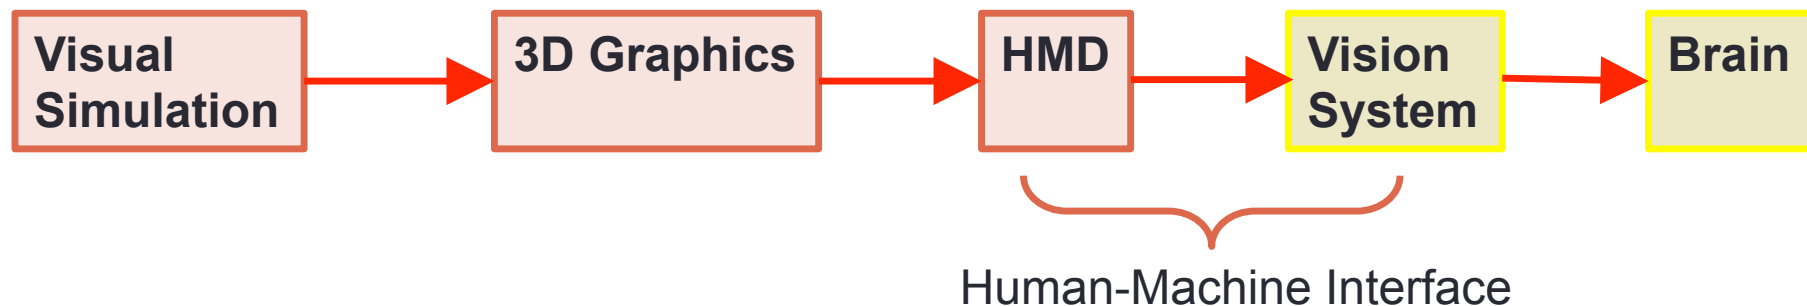 Visual
Simulation
3D Graphics
HMD
Vision
System
Brain
Human-Machine Interface